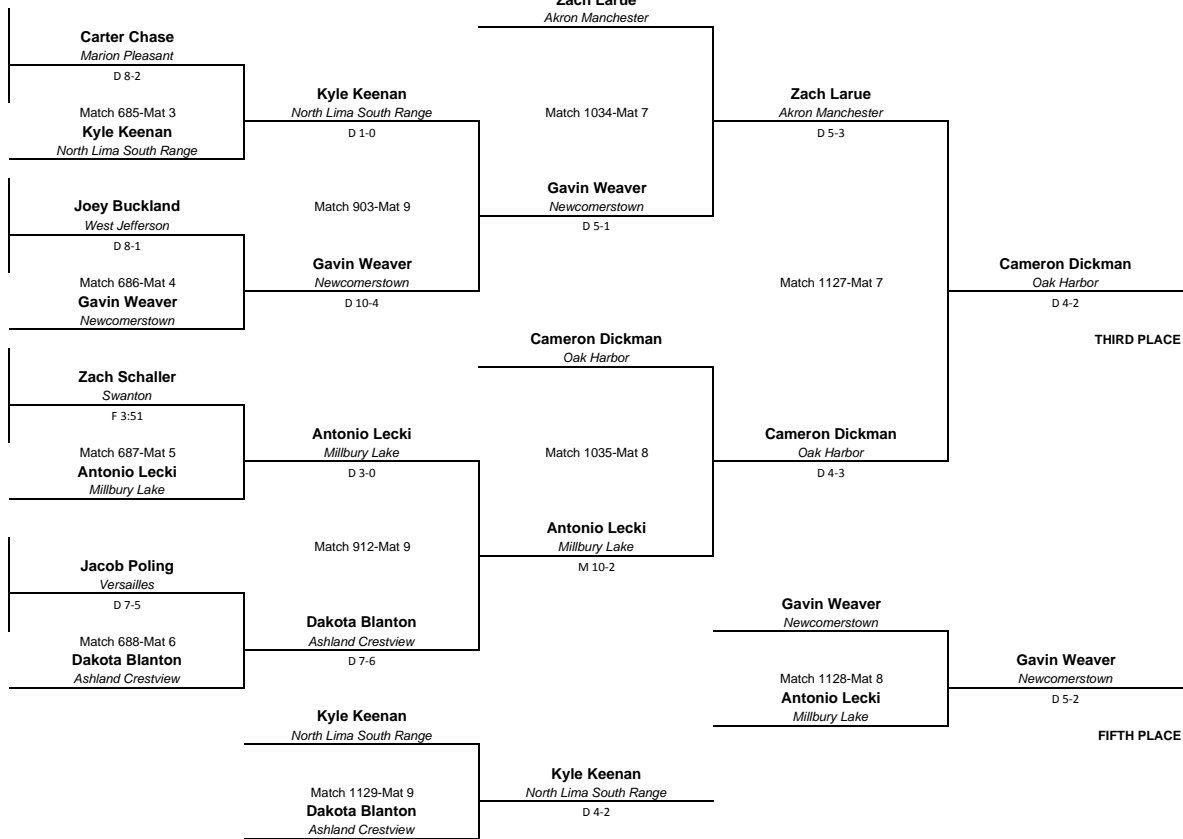 Zach Larue
Akron Manchester
Carter Chase
Marion Pleasant
D 8-2
Match 685-Mat 3
Kyle Keenan
North Lima South Range
Kyle Keenan
North Lima South Range
D 1-0
Match 1034-Mat 7
Zach Larue
Akron Manchester
D 5-3
Joey Buckland
West Jefferson
D 8-1
Match 686-Mat 4
Gavin Weaver
Newcomerstown
Match 903-Mat 9
Gavin Weaver
Newcomerstown
D 10-4
Gavin Weaver
Newcomerstown
D 5-1
Match 1127-Mat 7
Cameron Dickman
Oak Harbor
D 4-2
THIRD PLACE
Cameron Dickman
Oak Harbor
Zach Schaller
Swanton
F 3:51
Match 687-Mat 5
Antonio Lecki
Millbury Lake
Antonio Lecki
Millbury Lake
D 3-0
Match 1035-Mat 8
Cameron Dickman
Oak Harbor
D 4-3
Match 912-Mat 9
Antonio Lecki
Millbury Lake
M 10-2
Jacob Poling
Versailles
D 7-5
Match 688-Mat 6
Dakota Blanton
Ashland Crestview
Dakota Blanton
Ashland Crestview
D 7-6
Gavin Weaver
Newcomerstown
Match 1128-Mat 8
Antonio Lecki
Millbury Lake
Gavin Weaver
Newcomerstown
D 5-2
FIFTH PLACE
Kyle Keenan
North Lima South Range
Match 1129-Mat 9
Dakota Blanton
Ashland Crestview
Kyle Keenan
North Lima South Range
D 4-2